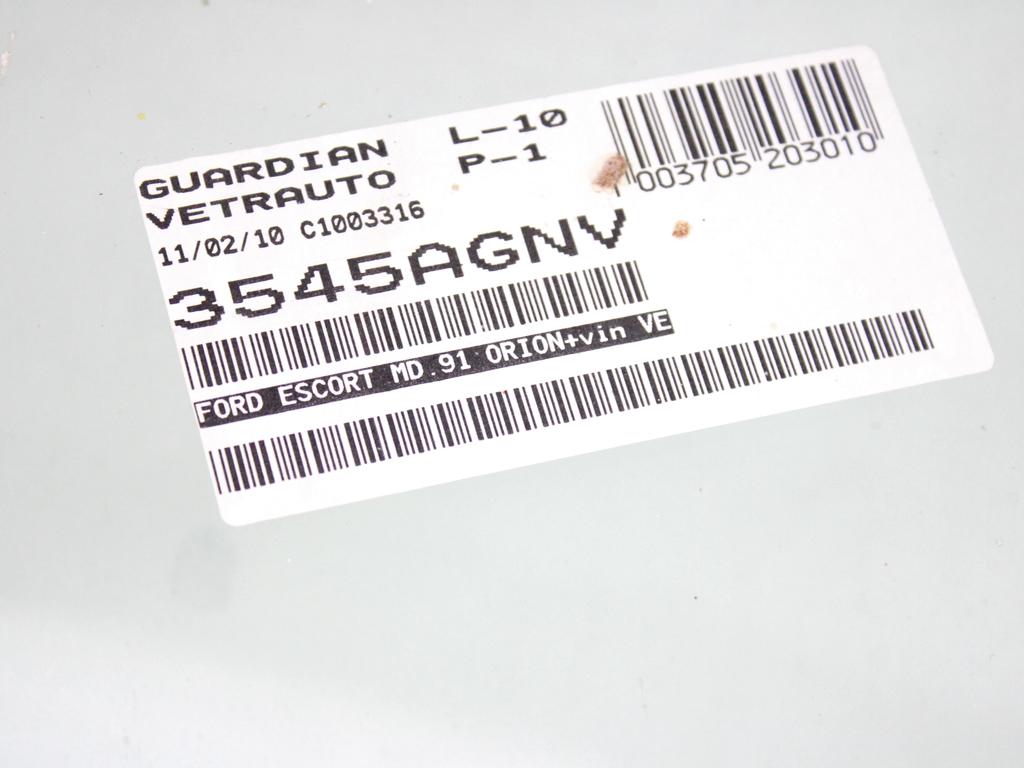 GUARDIAN L-10
VETRAUTO P-1
11/02/10 C1003316
003705 203010
3545AGNV
FORD ESCORT MD.91 ORION+vin VE